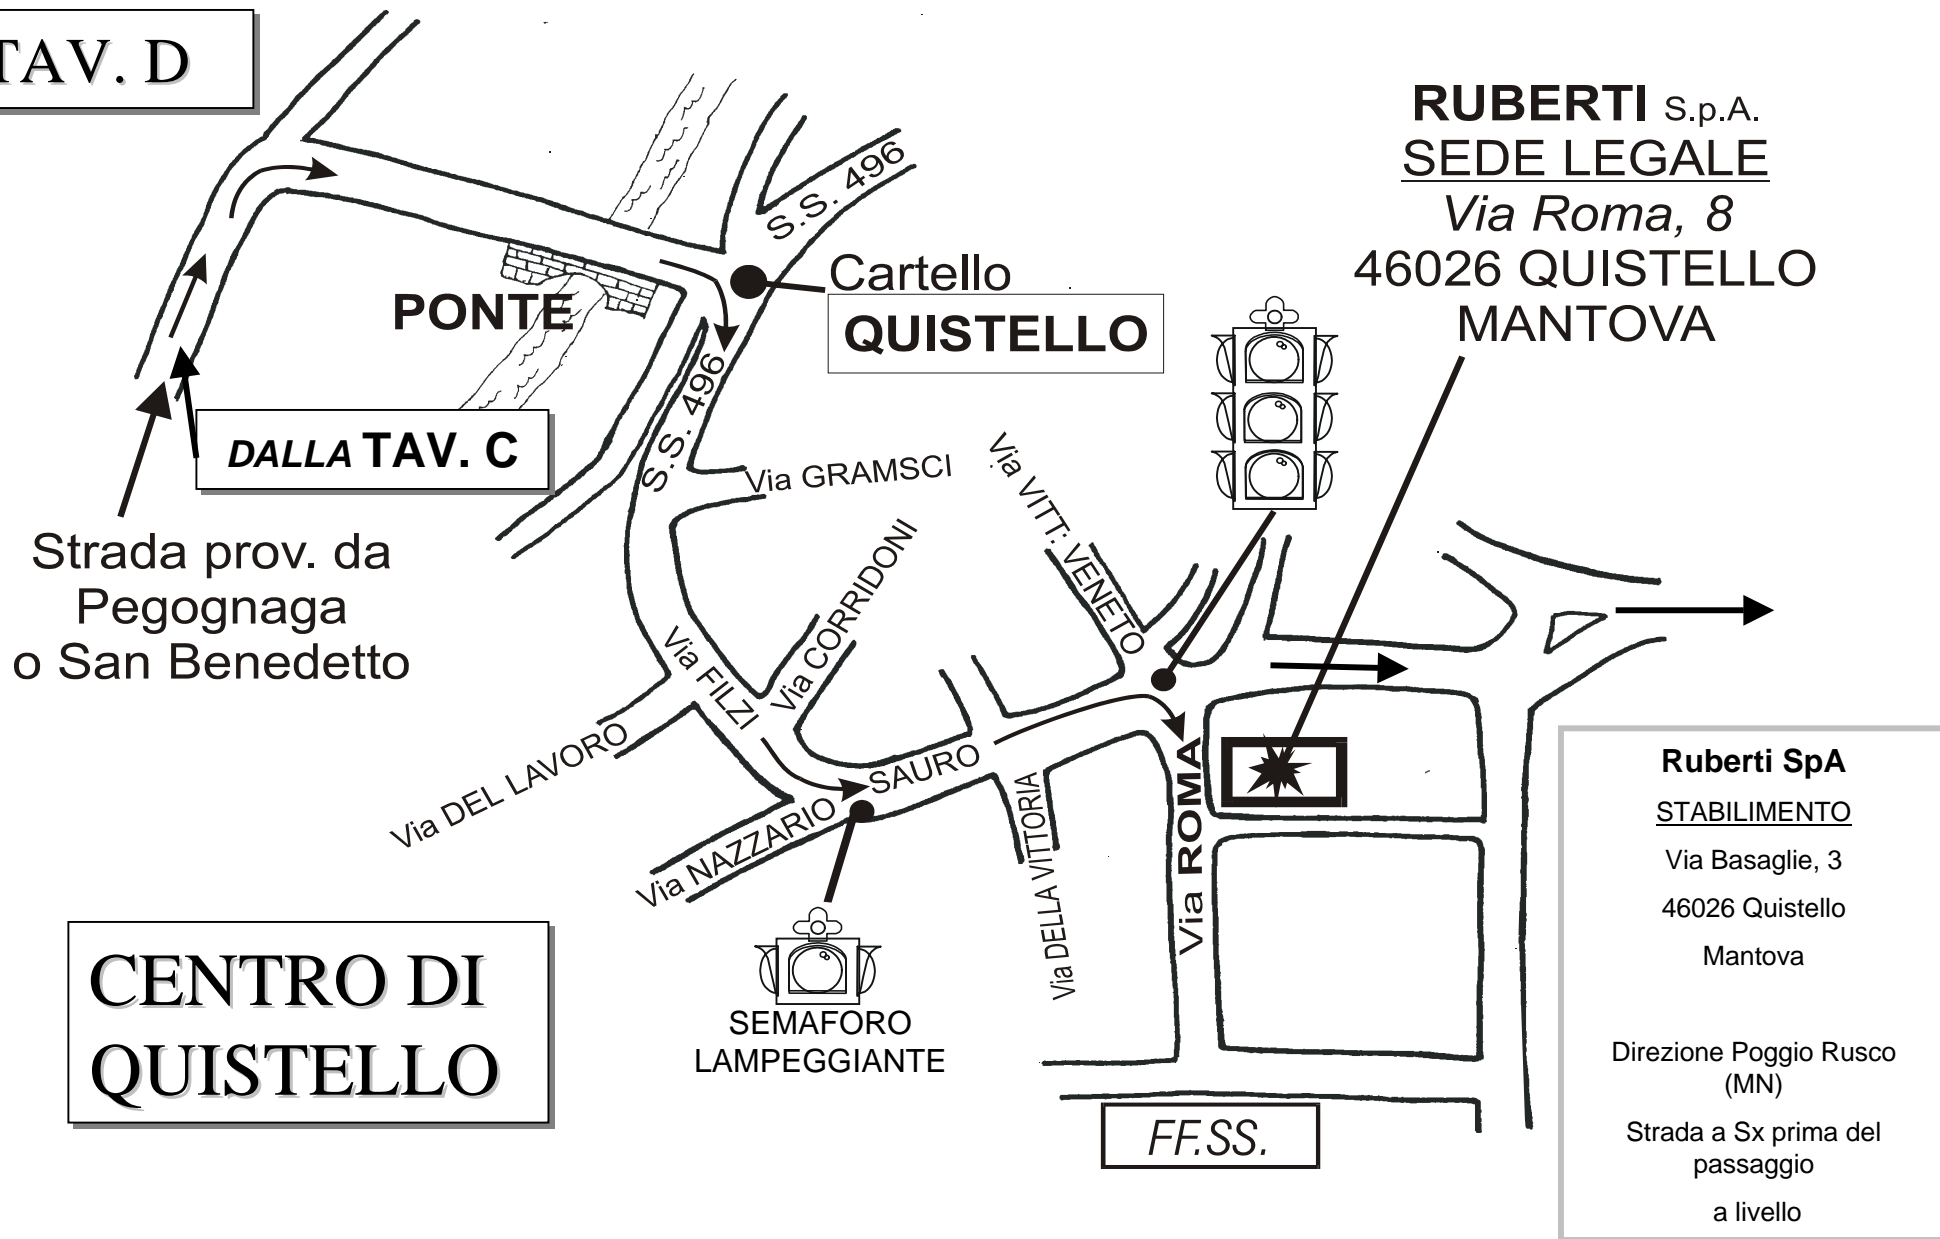 TAV. D
RUBERTI S.p.A.
SEDE LEGALE
Via Roma, 8
46026 QUISTELLO
MANTOVA
S.S. 496
Cartello
QUISTELLO
PONTE
S.S. 496
DALLA TAV. C
Strada prov. da
Pegognaga
o San Benedetto
Via GRAMSCI
Via VITT: VENETO
Via CORRIDONI
Via FILZI
Via DEL LAVORO
Via NAZZARIO SAURO
Via DELLA VITTORIA
Via ROMA
SEMAFORO
LAMPEGGIANTE
CENTRO DI
QUISTELLO
FF.SS.
Ruberti SpA
STABILIMENTO
Via Basaglie, 3
46026 Quistello
Mantova
Direzione Poggio Rusco
(MN)
Strada a Sx prima del
passaggio
a livello